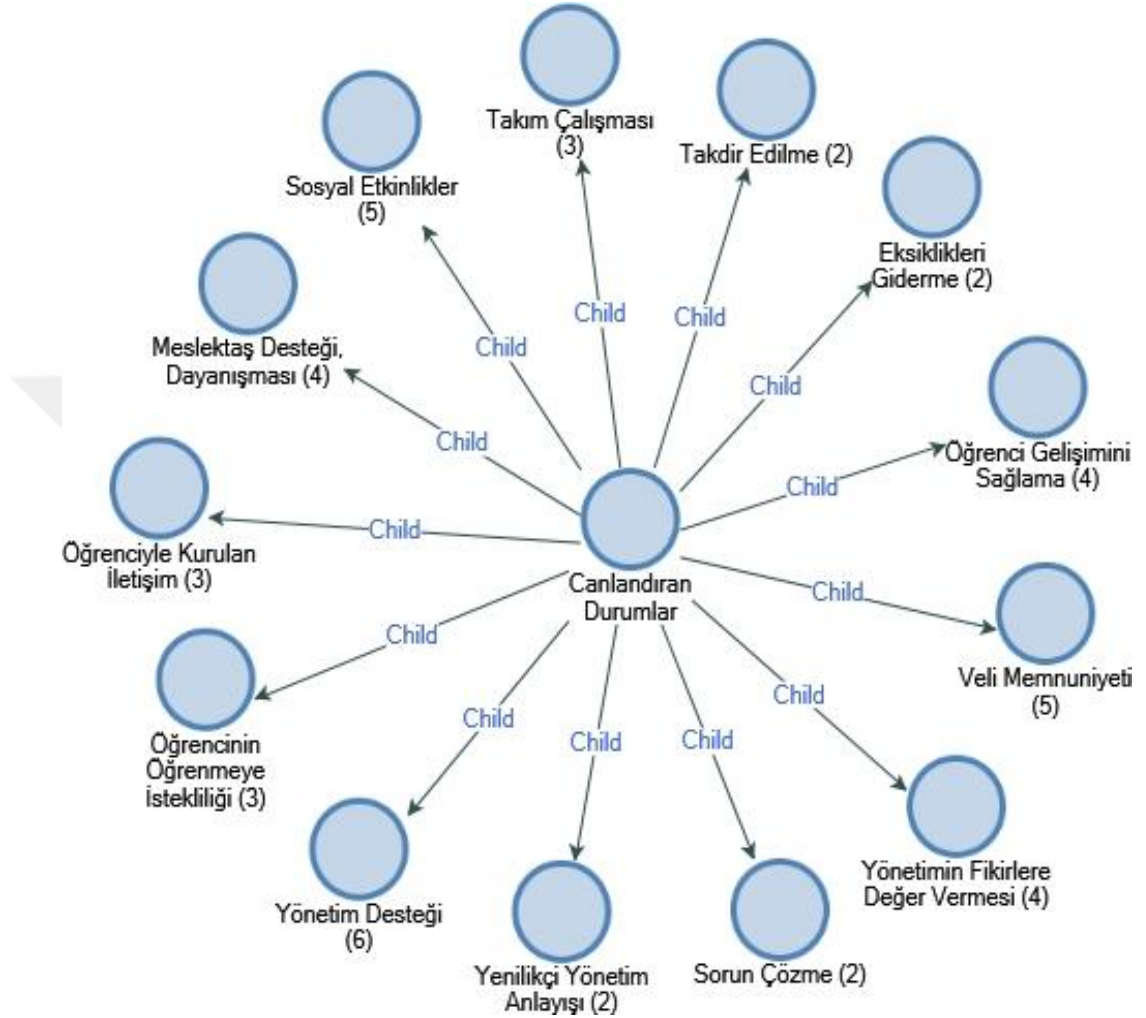 Takım Çalışması
(3)
Takdir Edilme (2)
Sosyal Etkinlikler
(5)
Eksiklikleri
Giderme (2)
Meslektaş Desteği,
Dayanışması (4)
Öğrenci Gelişimini
Sağlama (4)
Öğrenciyle Kurulan
İletişim (3)
Canlandıran
Durumlar
Veli Memnuniyeti
(5)
Öğrencinin
Öğrenmeye
İstekliliği (3)
Yönetimin Fikirlere
Değer Vermesi (4)
Yönetim Desteği
(6)
Yenilikçi Yönetim
Anlayışı (2)
Sorun Çözme (2)
Child
Child
Child
Child
Child
Child
Child
Child
Child
Child
Child
Child
Child